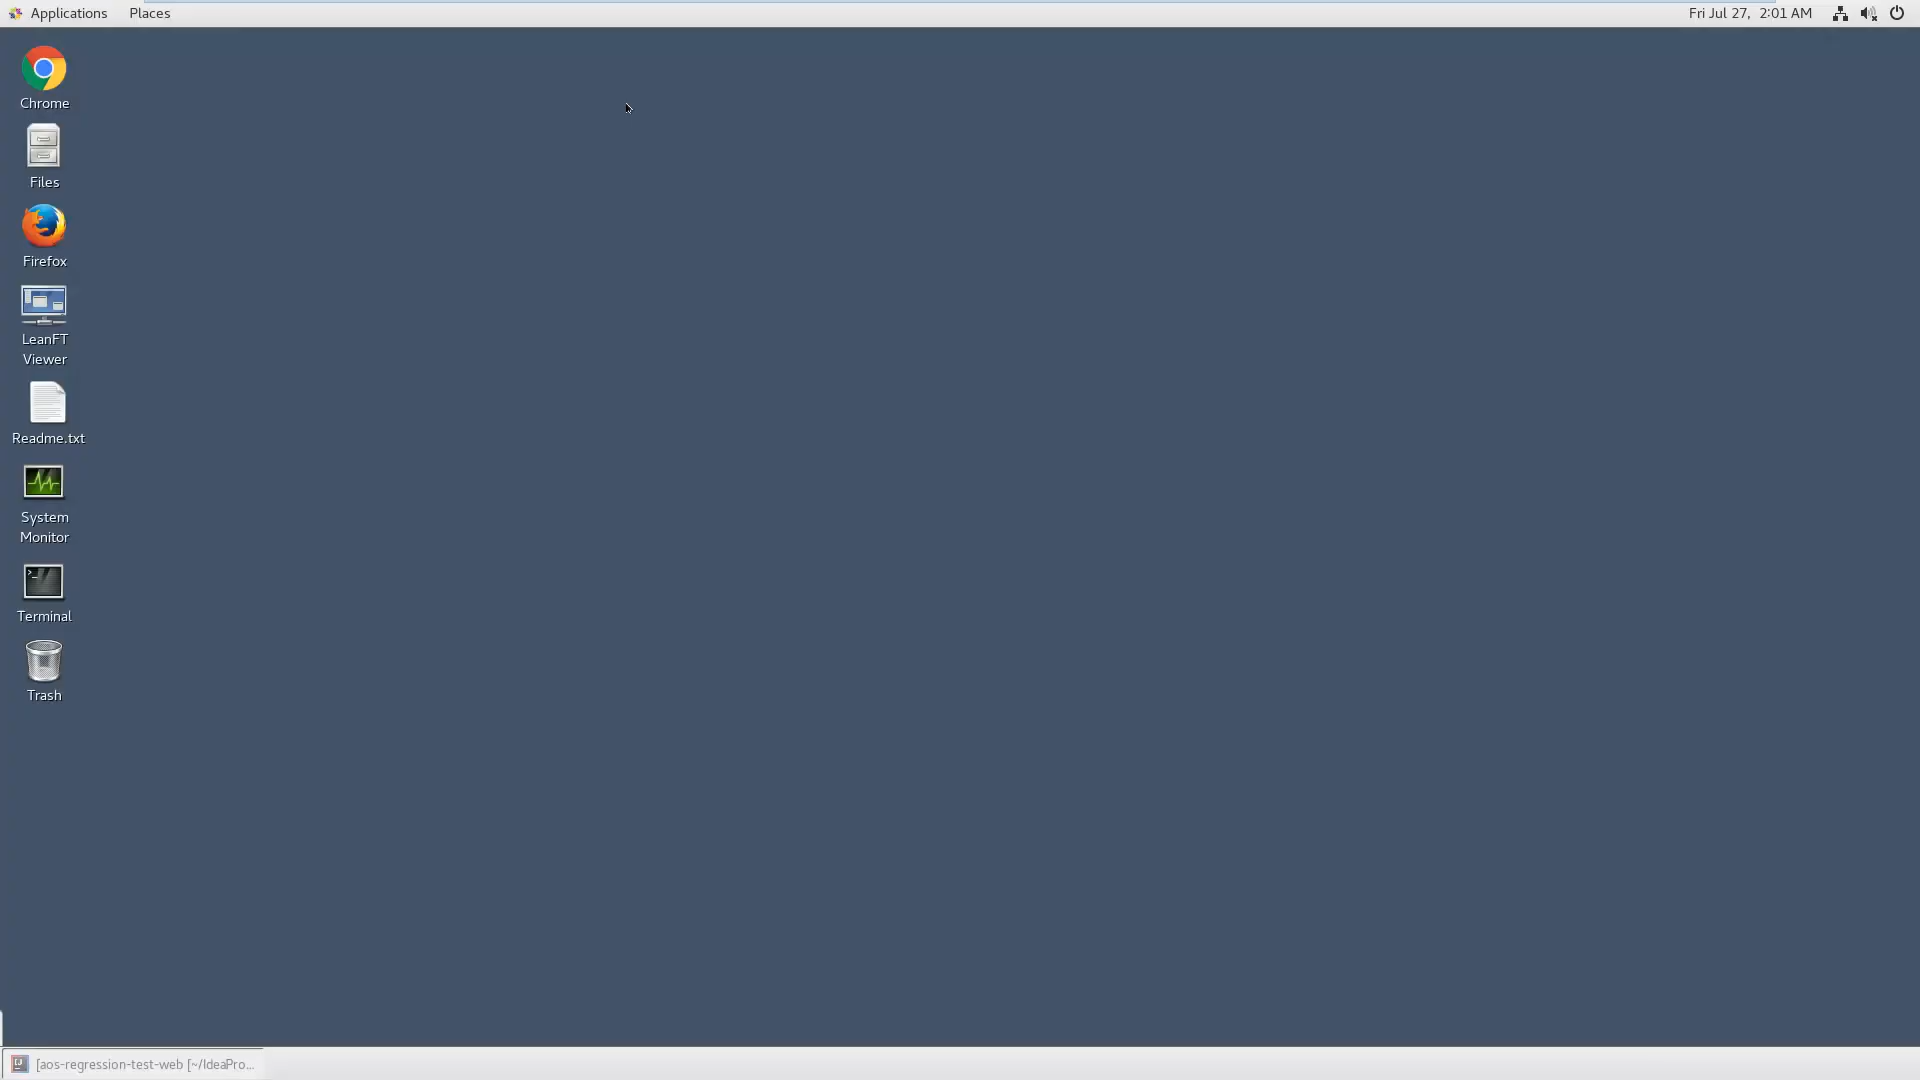 Applications Places Fri Jul 27, 2:01 AM
Chrome
Files
Firefox
LeanFT
Viewer
Readme.txt
System
Monitor
Terminal
Trash
[aos-regression-test-web [~/IdeaPro...